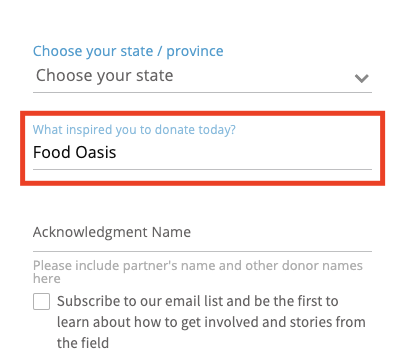 Choose your state / province
Choose your state
What inspired you to donate today?
Food Oasis
Acknowledgment Name
Please include partner's name and other donor names
here
Subscribe to our email list and be the first to
learn about how to get involved and stories from
the field